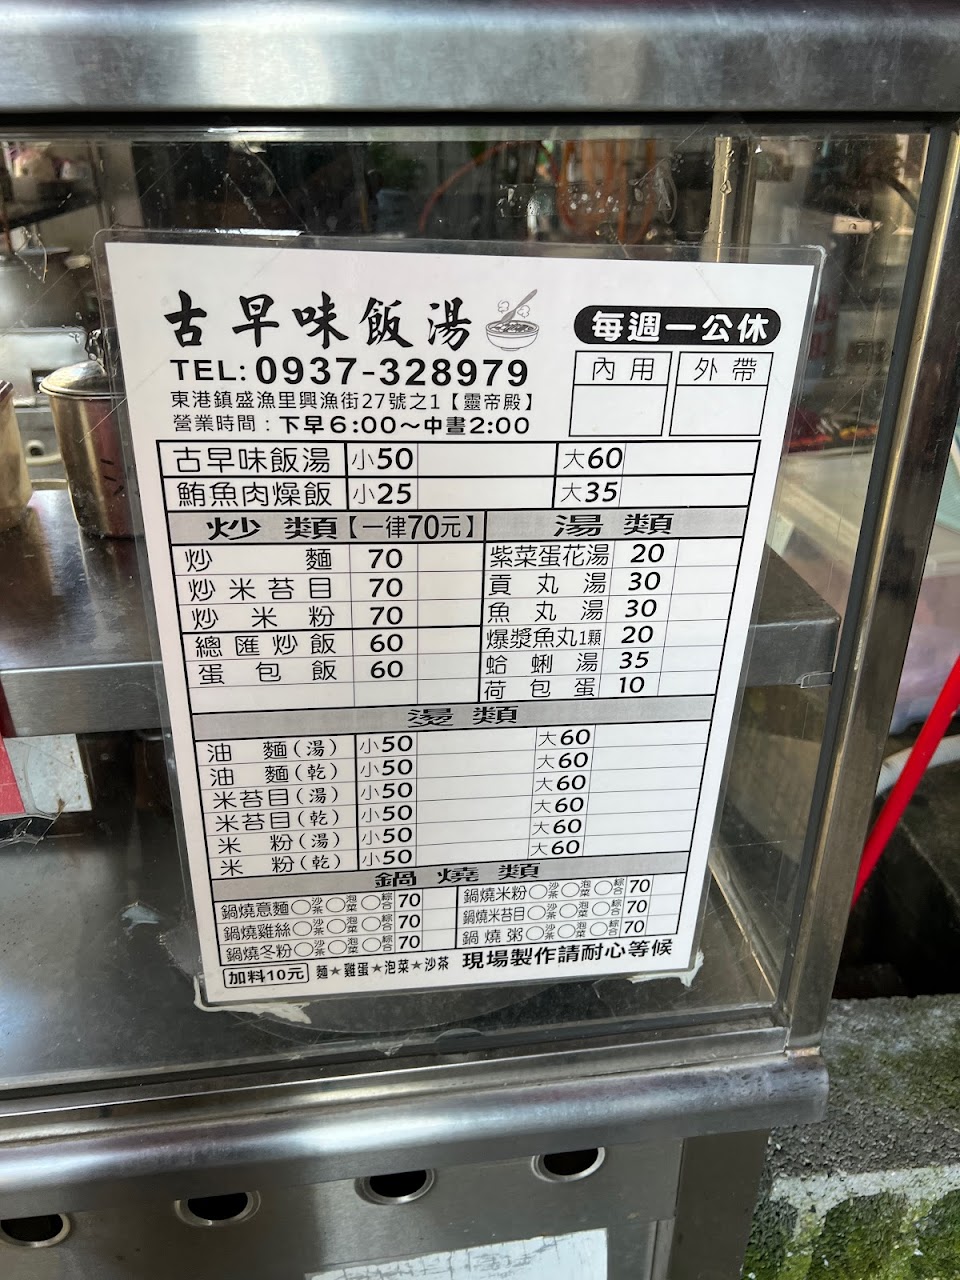 古早味飯湯
每週一公休
TEL: 0937-328979
內用 外帶
東港鎮盛漁里興漁街27號之1【靈帝殿】
營業時間：下早6:00～中晝2:00
古早味飯湯 小50 大60
鮪魚肉燥飯 小25 大35
炒類【一律70元】
炒麵 70
炒米苔目 70
炒米粉 70
總匯炒飯 60
蛋包飯 60
湯類
紫菜蛋花湯 20
貢丸湯 30
魚丸湯 30
爆漿魚丸1顆 20
蛤蜊湯 35
荷包蛋 10
燙類
油麵(湯) 小50 大60
油麵(乾) 小50 大60
米苔目(湯) 小50 大60
米苔目(乾) 小50 大60
米粉(湯) 小50 大60
米粉(乾) 小50 大60
鍋燒類
鍋燒意麵○沙茶○泡菜○綜合 70
鍋燒雞絲○沙茶○泡菜○綜合 70
鍋燒冬粉○沙茶○泡菜○綜合 70
鍋燒米粉○沙茶○泡菜○綜合 70
鍋燒米苔目○沙茶○泡菜○綜合 70
鍋燒粥○沙茶○泡菜○綜合 70
加料10元 麵★雞蛋★泡菜★沙茶 現場製作請耐心等候